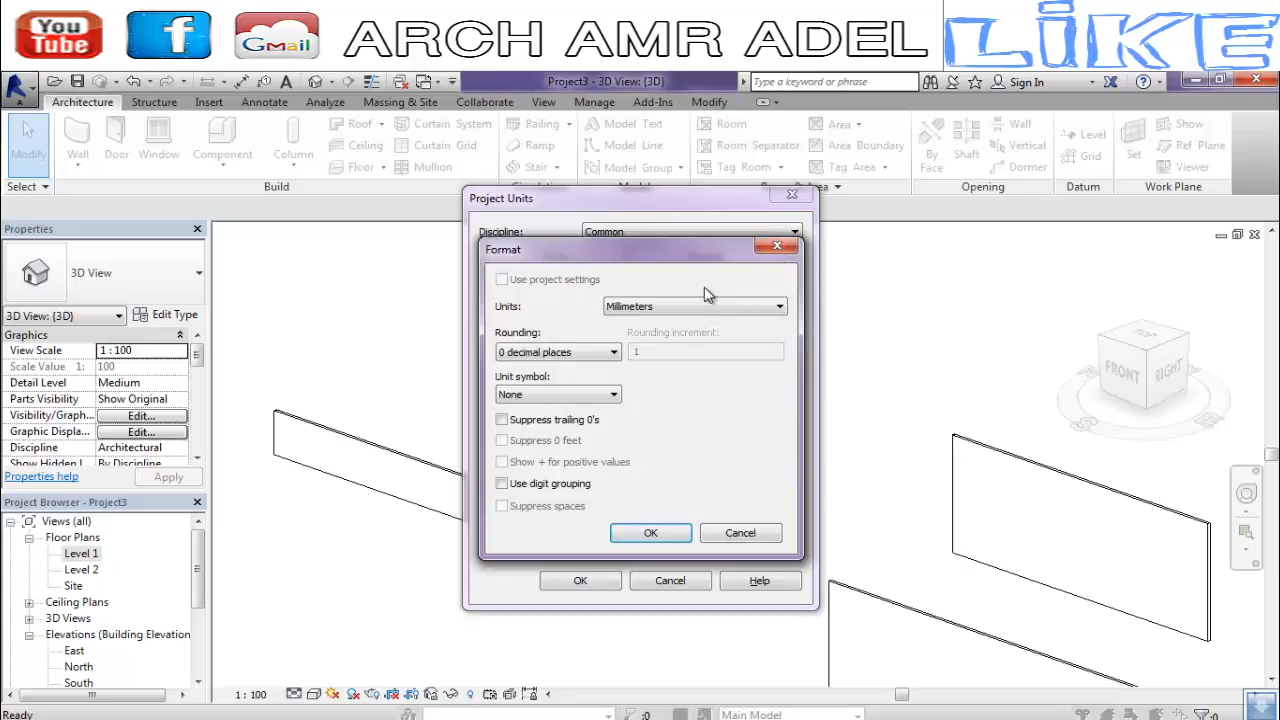 You Tube
f
Gmail
ARCH AMR ADEL
LiKE
Project3 - 3D View: {3D}
Type a keyword or phrase
Sign In
Architecture Structure Insert Annotate Analyze Massing & Site Collaborate View Manage Add-Ins Modify
Modify
Wall
Door
Window
Component
Column
Roof
Ceiling
Floor
Curtain System
Curtain Grid
Mullion
Railing
Ramp
Stair
Model Text
Model Line
Model Group
Room
Room Separator
Tag Room
Area
Area Boundary
Tag Area
By Face
Shaft
Wall
Vertical
Dormer
Level
Grid
Set
Show
Ref Plane
Viewer
Select
Build
Opening
Datum
Work Plane
Properties
3D View
3D View: {3D}
Edit Type
Graphics
View Scale 1 : 100
Scale Value 1: 100
Detail Level Medium
Parts Visibility Show Original
Visibility/Graph... Edit...
Graphic Displa... Edit...
Discipline Architectural
Show Hidden L By Discipline
Properties help
Apply
Project Browser - Project3
Views (all)
Floor Plans
Level 1
Level 2
Site
Ceiling Plans
3D Views
Elevations (Building Elevation
East
North
South
Project Units
Discipline: Common
Format
Use project settings
Units: Millimeters
Rounding: Rounding increment:
0 decimal places 1
Unit symbol:
None
Suppress trailing 0's
Suppress 0 feet
Show + for positive values
Use digit grouping
Suppress spaces
OK Cancel
OK Cancel Help
TOP
FRONT
RIGHT
1 : 100
Ready
:0
Main Model
:0